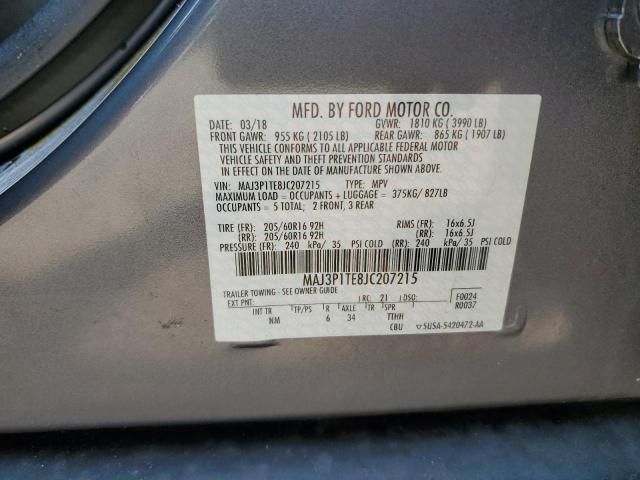 MFD. BY FORD MOTOR CO.
DATE: 03/18 GVWR: 1810 KG ( 3990 LB)
FRONT GAWR: 955 KG ( 2105 LB) REAR GAWR: 865 KG ( 1907 LB)
THIS VEHICLE CONFORMS TO ALL APPLICABLE FEDERAL MOTOR
VEHICLE SAFETY AND THEFT PREVENTION STANDARDS IN
EFFECT ON THE DATE OF MANUFACTURE SHOWN ABOVE.
VIN: MAJ3P1TE8JC207215 TYPE: MPV
MAXIMUM LOAD = OCCUPANTS + LUGGAGE = 375KG/ 827LB
OCCUPANTS = 5 TOTAL; 2 FRONT, 3 REAR
TIRE (FR): 205/60R16 92H RIMS (FR): 16x6.5J
(RR): 205/60R16 92H (RR): 16x6.5J
PRESSURE (FR): 240 kPa/ 35 PSI COLD (RR): 240 kPa/ 35 PSI COLD
MAJ3P1TE8JC207215
TRAILER TOWING - SEE OWNER GUIDE
EXT PNT: RC: 21 DSO: F0024
R0037
INT TR TP/PS R AXLE TR SPR
NM 6 34 TTHH
CBU 5USA-5420472-AA